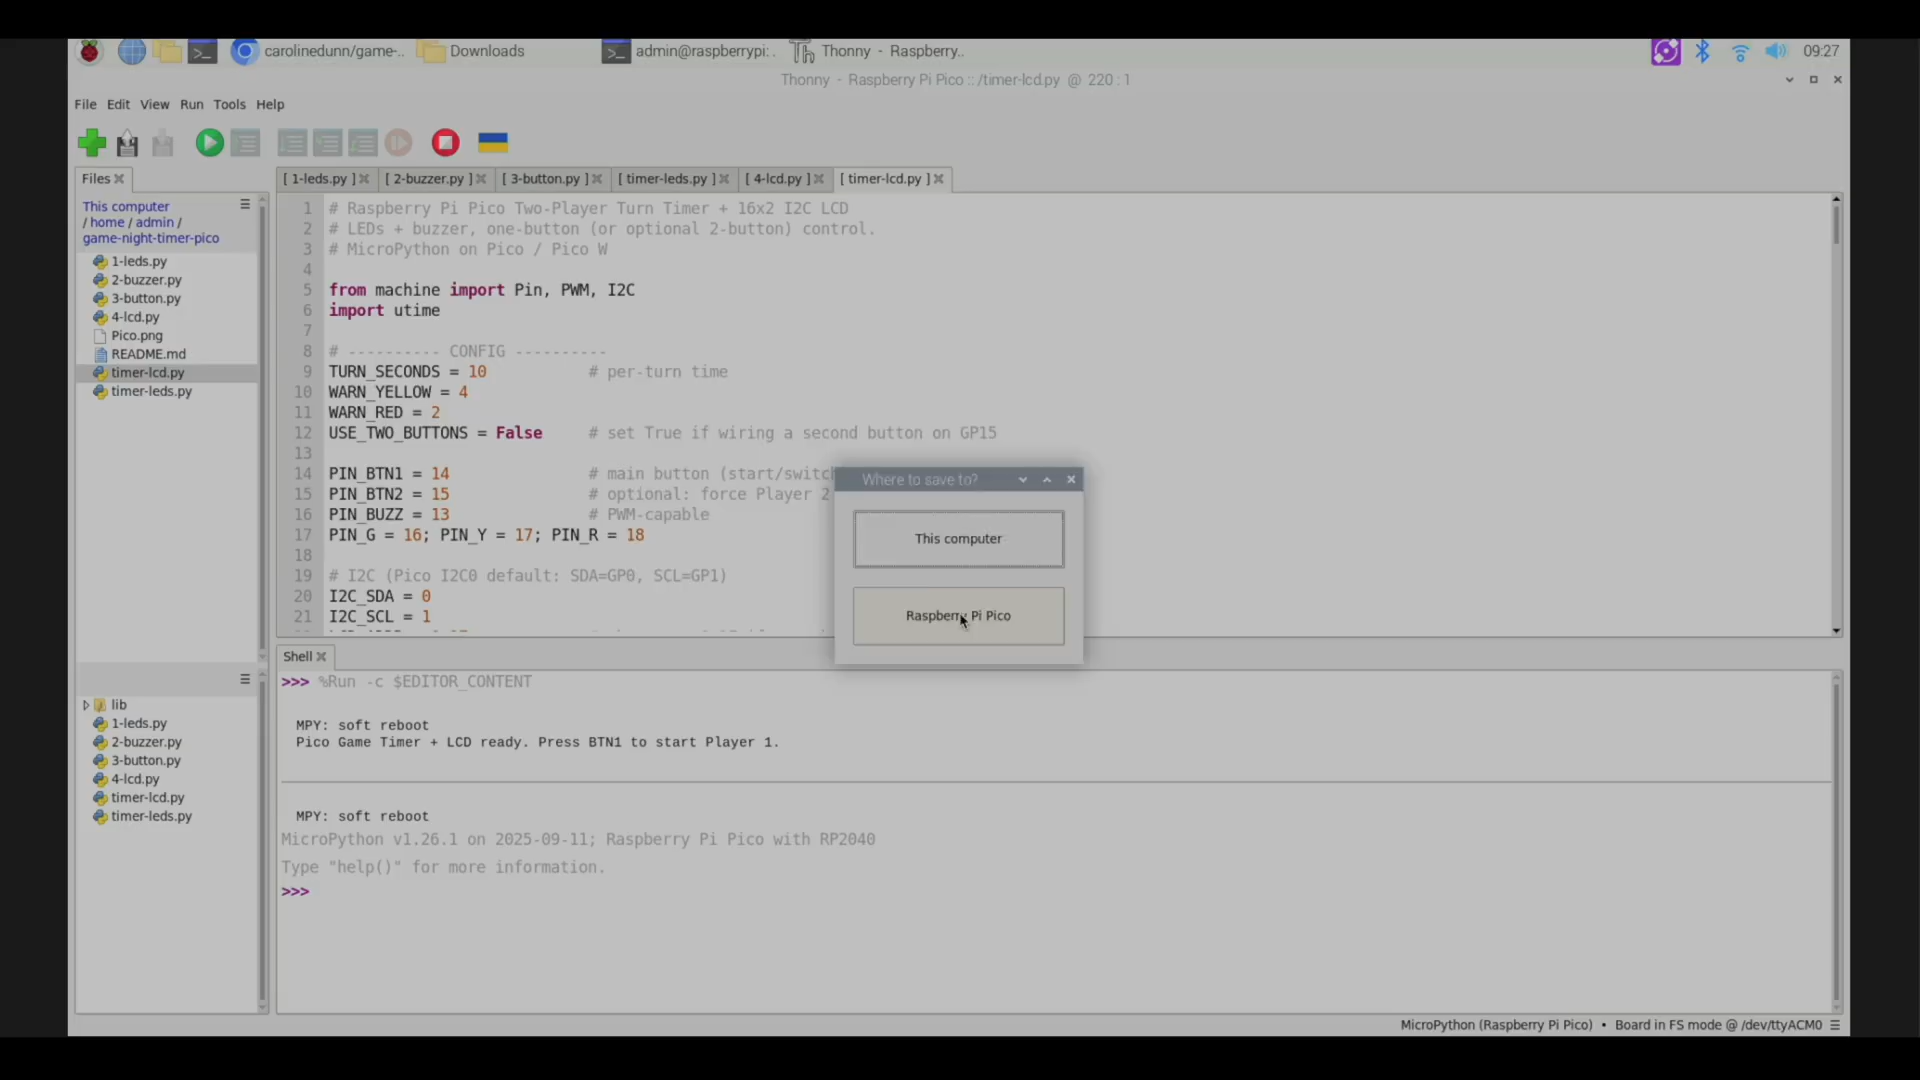 carolinedunn/game-..
Downloads
admin@raspberrypi:.
Thonny - Raspberry..
09:27
Thonny - Raspberry Pi Pico :: /timer-lcd.py @ 220 : 1
File Edit View Run Tools Help
Files
[ 1-leds.py ]
[ 2-buzzer.py ]
[ 3-button.py ]
[ timer-leds.py ]
[ 4-lcd.py ]
[ timer-lcd.py ]
This computer
/ home / admin /
game-night-timer-pico
1-leds.py
2-buzzer.py
3-button.py
4-lcd.py
Pico.png
README.md
timer-lcd.py
timer-leds.py
1 # Raspberry Pi Pico Two-Player Turn Timer + 16x2 I2C LCD
2 # LEDs + buzzer, one-button (or optional 2-button) control.
3 # MicroPython on Pico / Pico W
4
5 from machine import Pin, PWM, I2C
6 import utime
7
8 # ---------- CONFIG ----------
9 TURN_SECONDS = 10 # per-turn time
10 WARN_YELLOW = 4
11 WARN_RED = 2
12 USE_TWO_BUTTONS = False # set True if wiring a second button on GP15
13
14 PIN_BTN1 = 14 # main button (start/switch
15 PIN_BTN2 = 15 # optional: force Player 2
16 PIN_BUZZ = 13 # PWM-capable
17 PIN_G = 16; PIN_Y = 17; PIN_R = 18
18
19 # I2C (Pico I2C0 default: SDA=GP0, SCL=GP1)
20 I2C_SDA = 0
21 I2C_SCL = 1
Where to save to?
This computer
Raspberry Pi Pico
lib
1-leds.py
2-buzzer.py
3-button.py
4-lcd.py
timer-lcd.py
timer-leds.py
Shell
>>> %Run -c $EDITOR_CONTENT
MPY: soft reboot
Pico Game Timer + LCD ready. Press BTN1 to start Player 1.
MPY: soft reboot
MicroPython v1.26.1 on 2025-09-11; Raspberry Pi Pico with RP2040
Type "help()" for more information.
>>>
MicroPython (Raspberry Pi Pico) • Board in FS mode @ /dev/ttyACM0